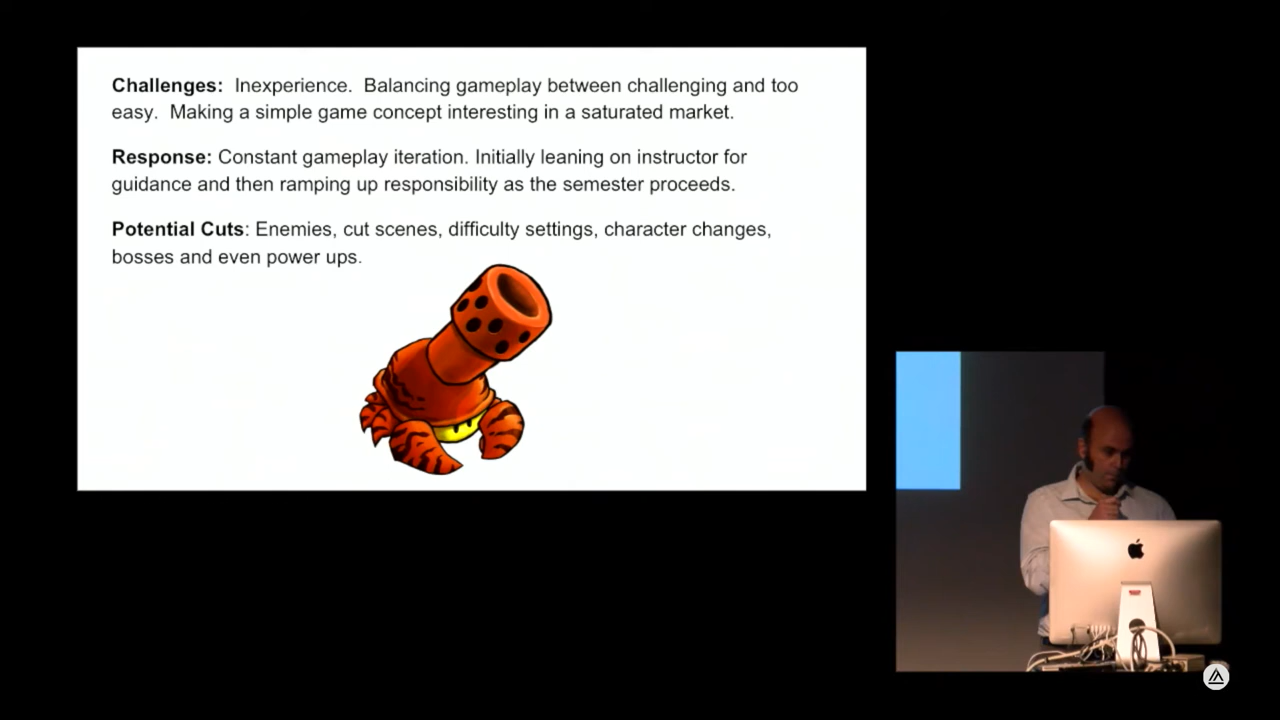 Challenges:  Inexperience.  Balancing gameplay between challenging and too
easy.  Making a simple game concept interesting in a saturated market.
Response: Constant gameplay iteration. Initially leaning on instructor for
guidance and then ramping up responsibility as the semester proceeds.
Potential Cuts: Enemies, cut scenes, difficulty settings, character changes,
bosses and even power ups.